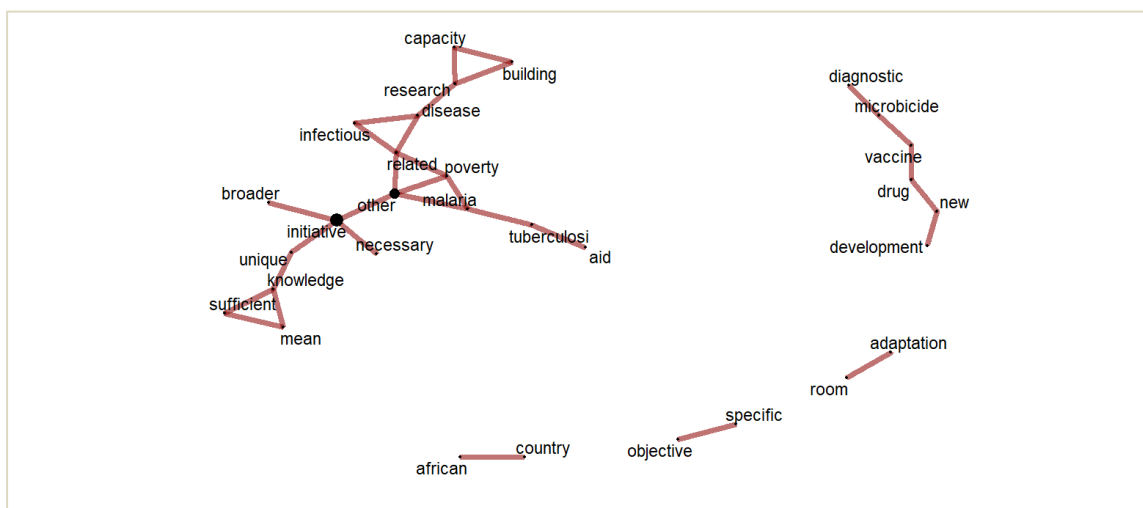 capacity
building
diagnostic
research
microbicide
disease
infectious
related
poverty
vaccine
broader
other
malaria
drug
new
initiative
necessary
tuberculosi
unique
aid
development
knowledge
sufficient
mean
adaptation
room
specific
objective
country
african